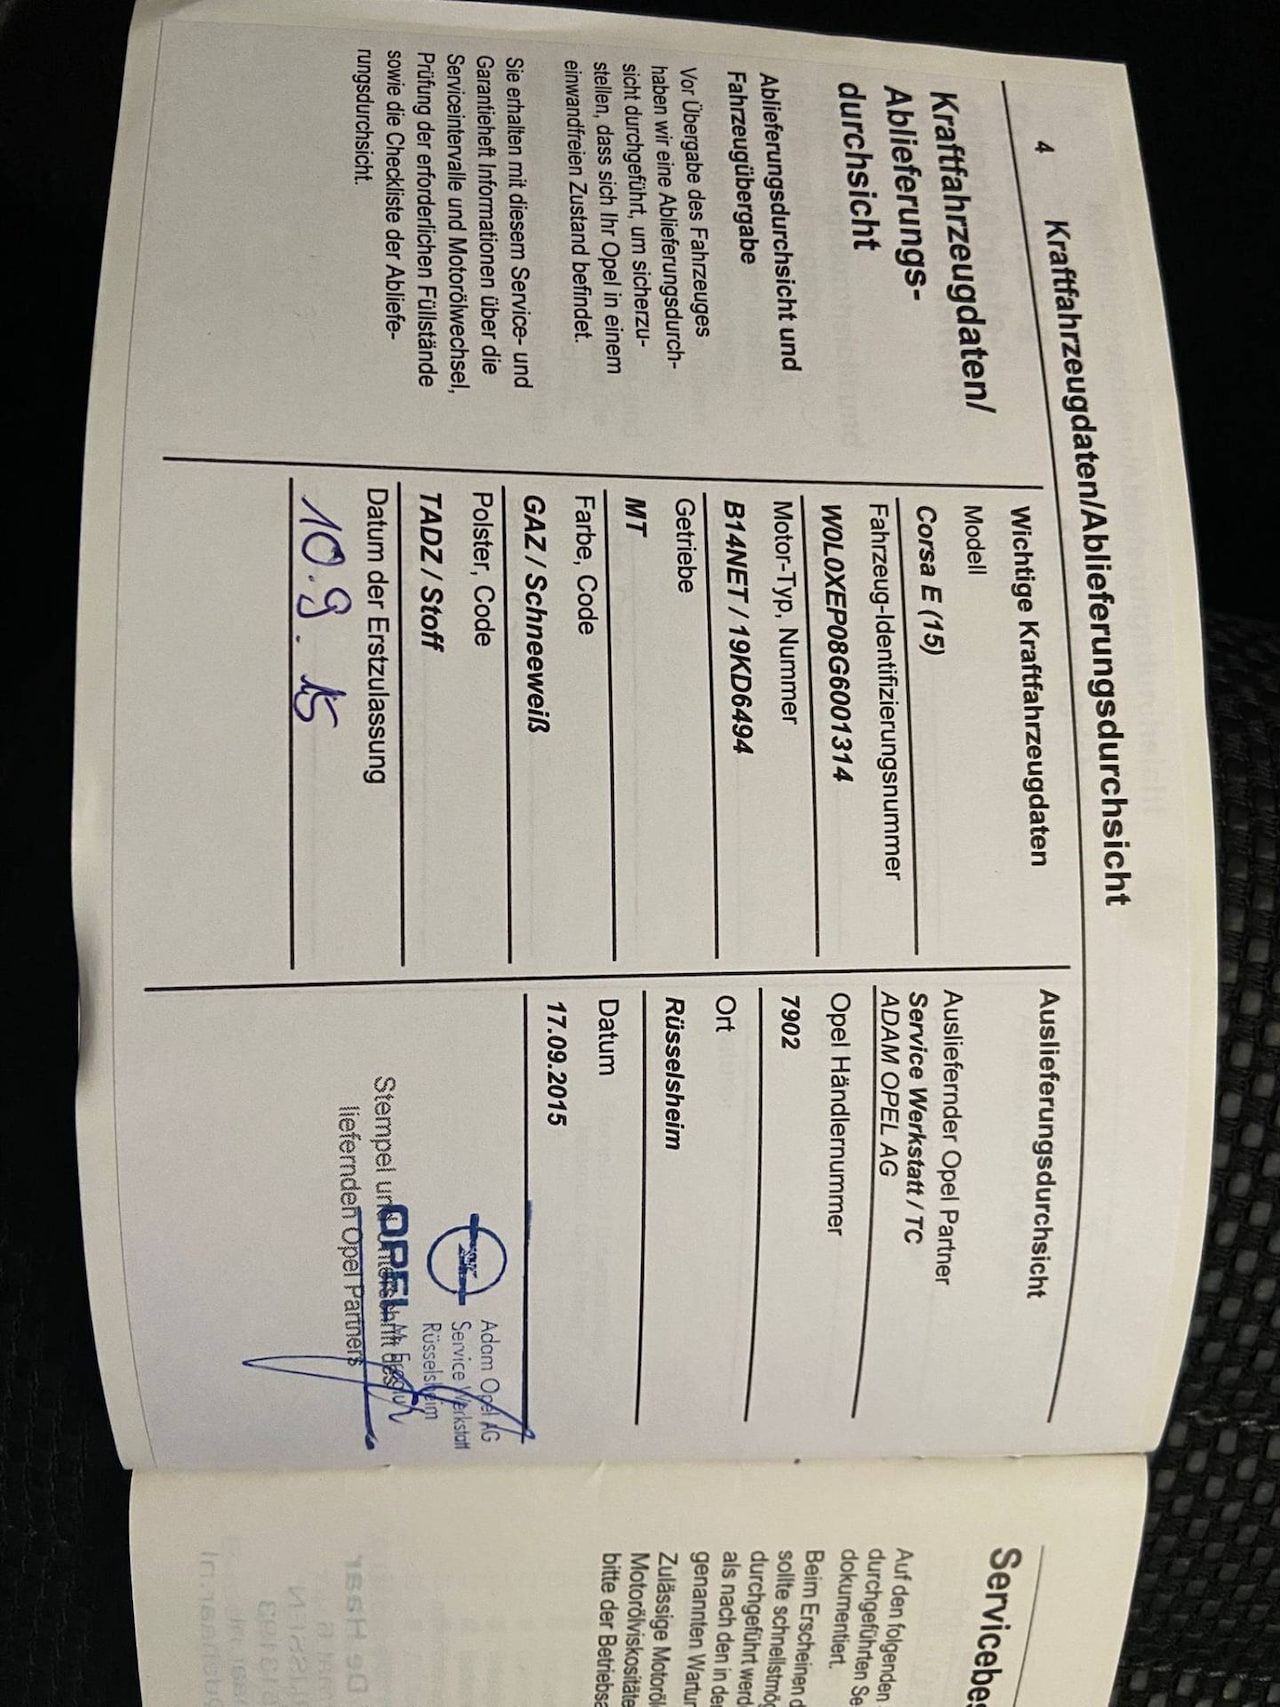 4 Kraftfahrzeugdaten/Ablieferungsdurchsicht
Kraftfahrzeugdaten/
Ablieferungs-
durchsicht
Ablieferungsdurchsicht und
Fahrzeugübergabe
Vor Übergabe des Fahrzeuges
haben wir eine Ablieferungsdurch-
sicht durchgeführt, um sicherzu-
stellen, dass sich Ihr Opel in einem
einwandfreien Zustand befindet.
Sie erhalten mit diesem Service- und
Garantieheft Informationen über die
Serviceintervalle und Motorölwechsel,
Prüfung der erforderlichen Füllstände
sowie die Checkliste der Abliefe-
rungsdurchsicht.
Wichtige Kraftfahrzeugdaten
Modell
Corsa E (15)
Fahrzeug-Identifizierungsnummer
W0L0XEP08G6001314
Motor-Typ, Nummer
B14NET / 19KD6494
Getriebe
MT
Farbe, Code
GAZ / Schneeweiß
Polster, Code
TADZ / Stoff
Datum der Erstzulassung
10.9.15
Auslieferungsdurchsicht
Ausliefernder Opel Partner
Service Werkstatt / TC
ADAM OPEL AG
Opel Händlernummer
7902
Ort
Rüsselsheim
Datum
17.09.2015
Adam Opel AG
Service Werkstatt
Rüsselsheim
OPEL
Stempel und Unterschrift des
liefernden Opel Partners
Servicebes
Auf den folgenden
durchgeführten Se
dokumentiert.
Beim Erscheinen d
sollte schnellstmö
durchgeführt werd
als nach den in de
genannten Wartun
Zulässige Motoröl
Motorölviskositäte
bitte der Betriebsa